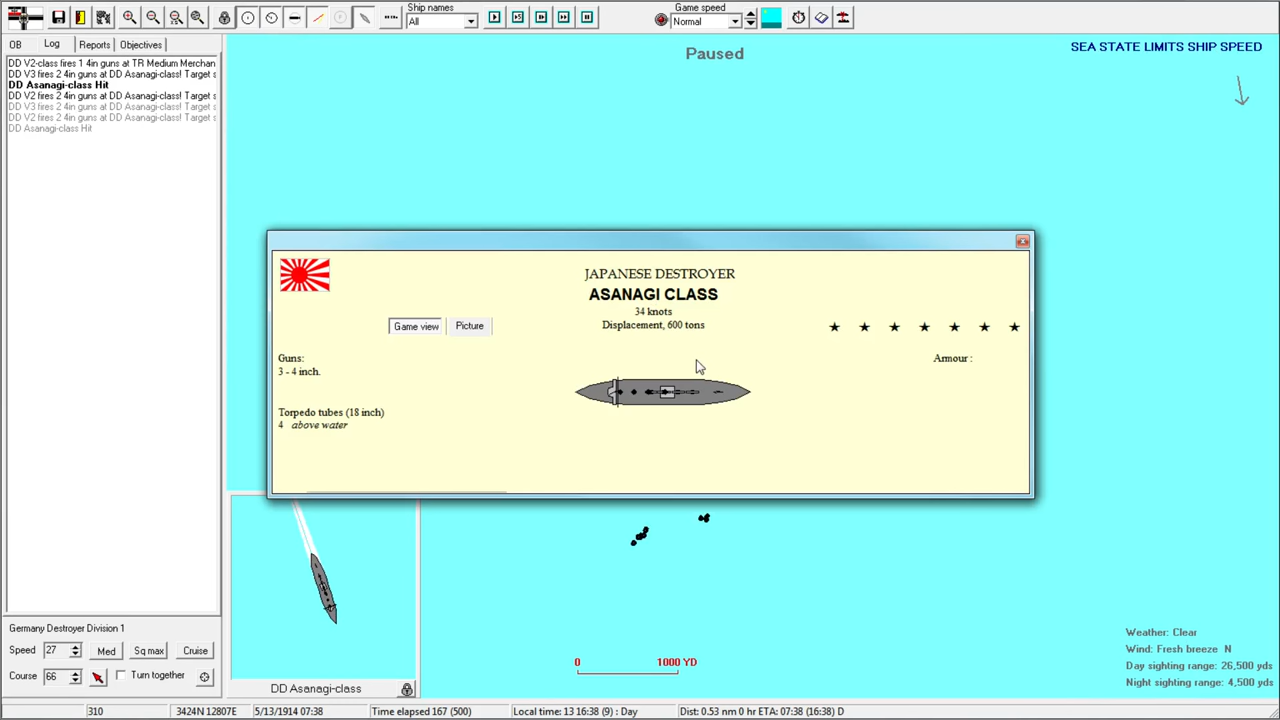 Ship names
All
Game speed
Normal
OB Log Reports Objectives
Paused
SEA STATE LIMITS SHIP SPEED
DD V2-class fires 1 4in guns at TR Medium Merchan
DD V3 fires 2 4in guns at DD Asanagi-class! Target s
DD Asanagi-class Hit
DD V2 fires 2 4in guns at DD Asanagi-class! Target s
DD V3 fires 2 4in guns at DD Asanagi-class! Target s
DD V2 fires 2 4in guns at DD Asanagi-class! Target s
DD Asanagi-class Hit
JAPANESE DESTROYER
ASANAGI CLASS
34 knots
Displacement, 600 tons
Game view Picture
Guns:
3 - 4 inch.
Armour :
Torpedo tubes (18 inch)
4 above water
Germany Destroyer Division 1
Speed 27 Med Sq max Cruise
Course 66 Turn together
DD Asanagi-class
0 1000 YD
Weather: Clear
Wind: Fresh breeze N
Day sighting range: 26,500 yds
Night sighting range: 4,500 yds
310 3424N 12807E 5/13/1914 07:38 Time elapsed 167 (500) Local time: 13 16:38 (9) : Day Dist: 0.53 nm 0 hr ETA: 07:38 (16:38) D